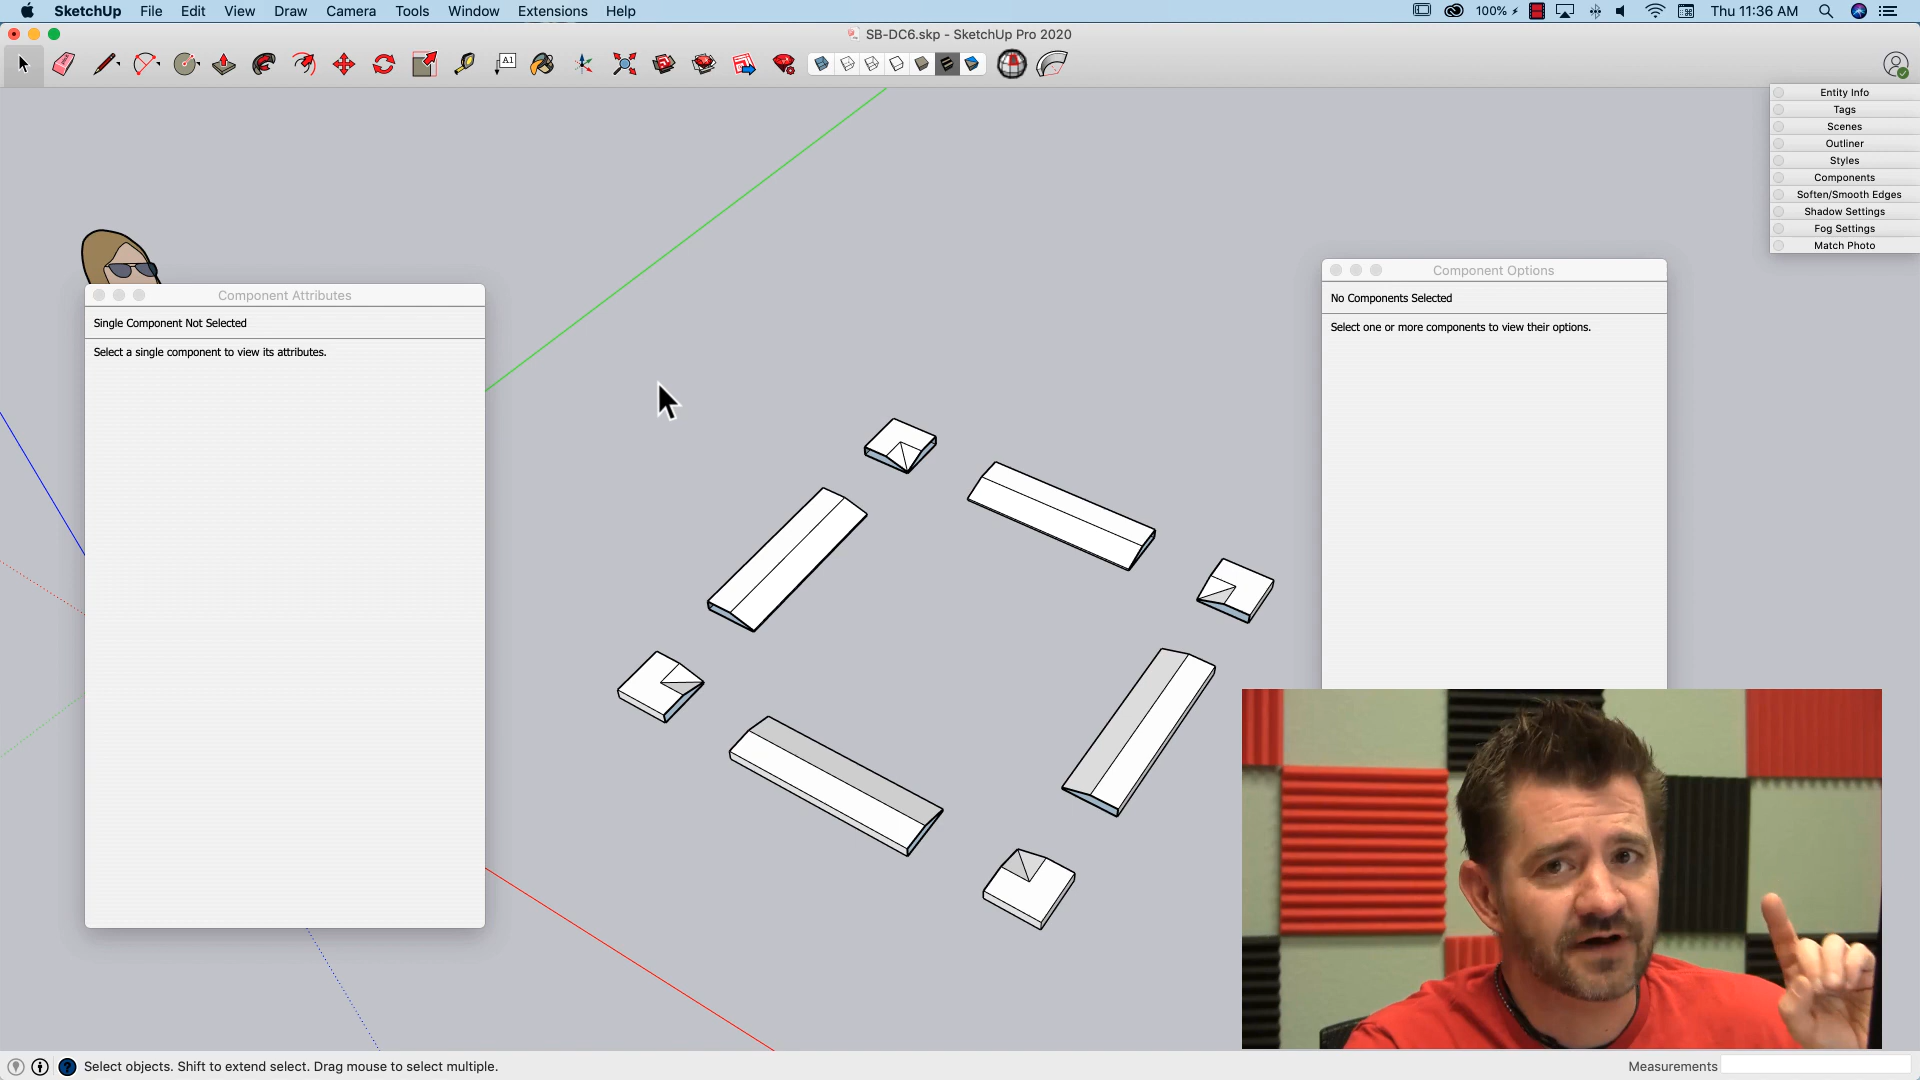 SketchUp File Edit View Draw Camera Tools Window Extensions Help 100% Thu 11:36 AM
SB-DC6.skp - SketchUp Pro 2020
A1
Entity Info
Tags
Scenes
Outliner
Styles
Components
Soften/Smooth Edges
Shadow Settings
Fog Settings
Match Photo
Component Attributes
Single Component Not Selected
Select a single component to view its attributes.
Component Options
No Components Selected
Select one or more components to view their options.
Select objects. Shift to extend select. Drag mouse to select multiple.
Measurements